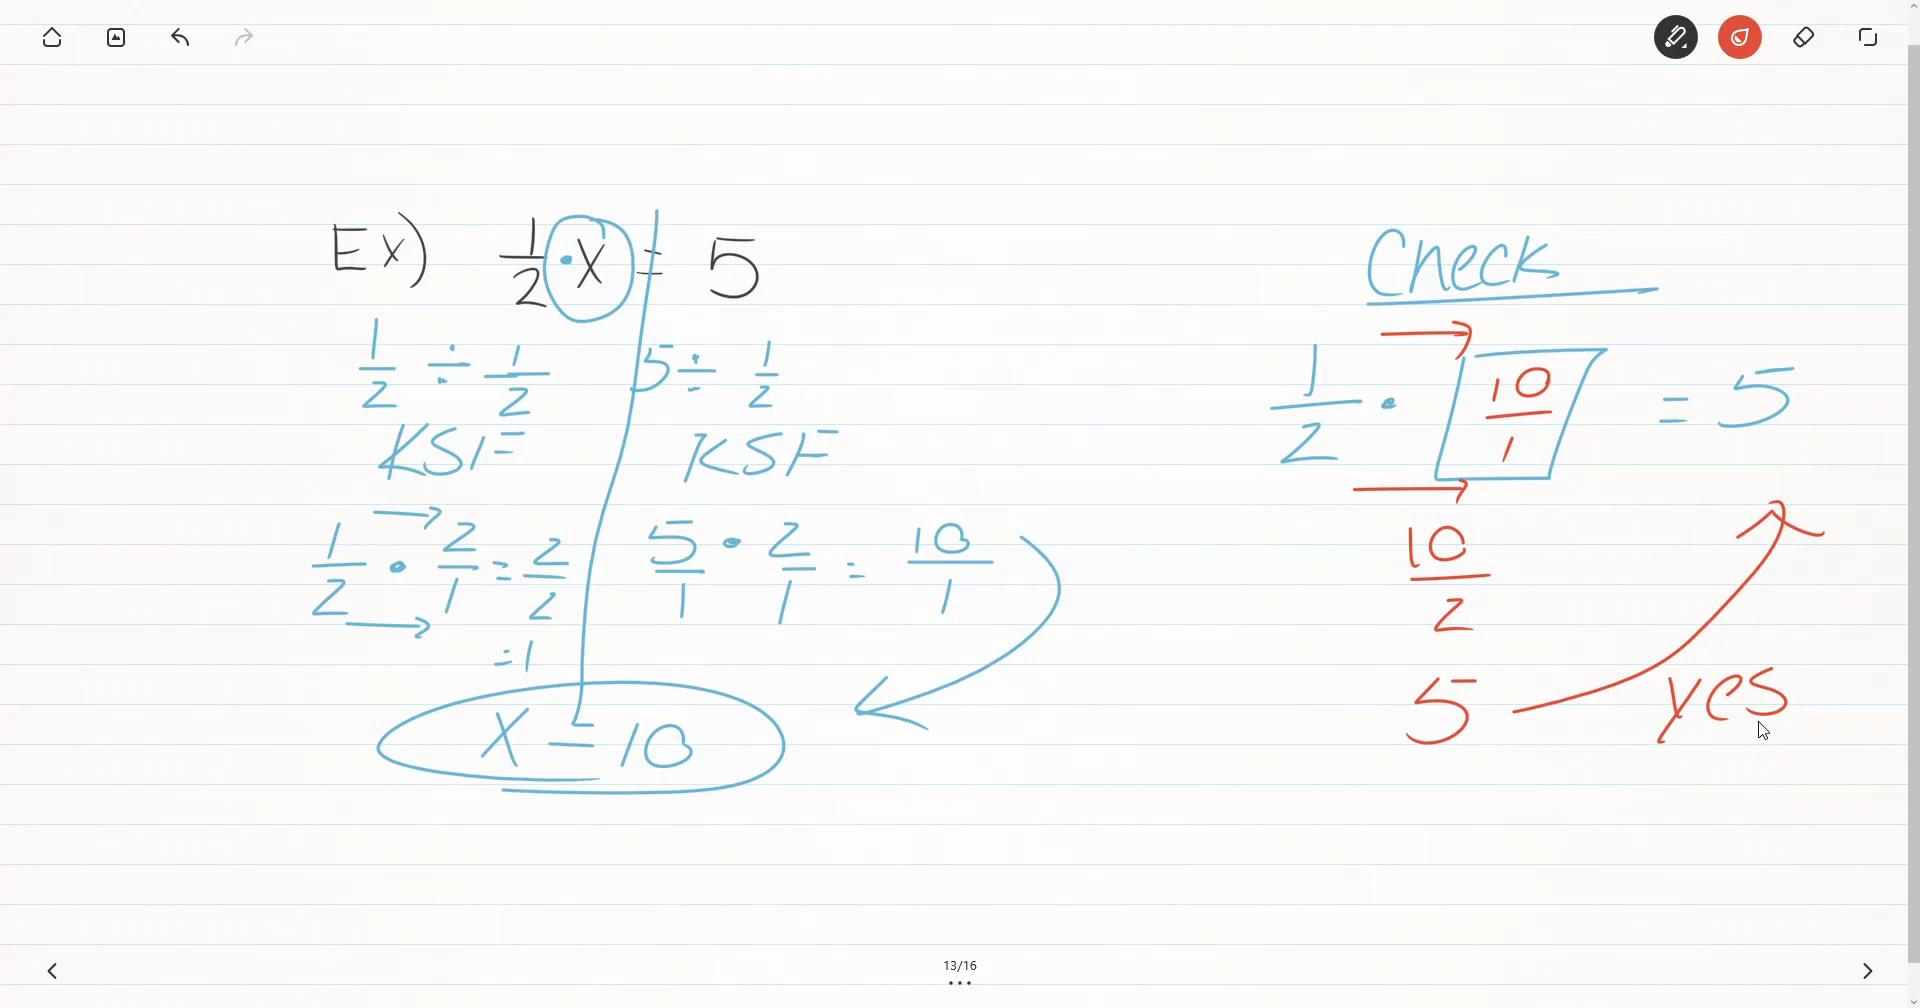 Ex) 1/2 • X = 5
1/2 ÷ 1/2 5 ÷ 1/2
KSF KSF
1/2 • 2/1 = 2/2 5/1 • 2/1 = 10/1
=1
X = 10
Check
1/2 • 10/1 = 5
10/2
5
yes
13/16